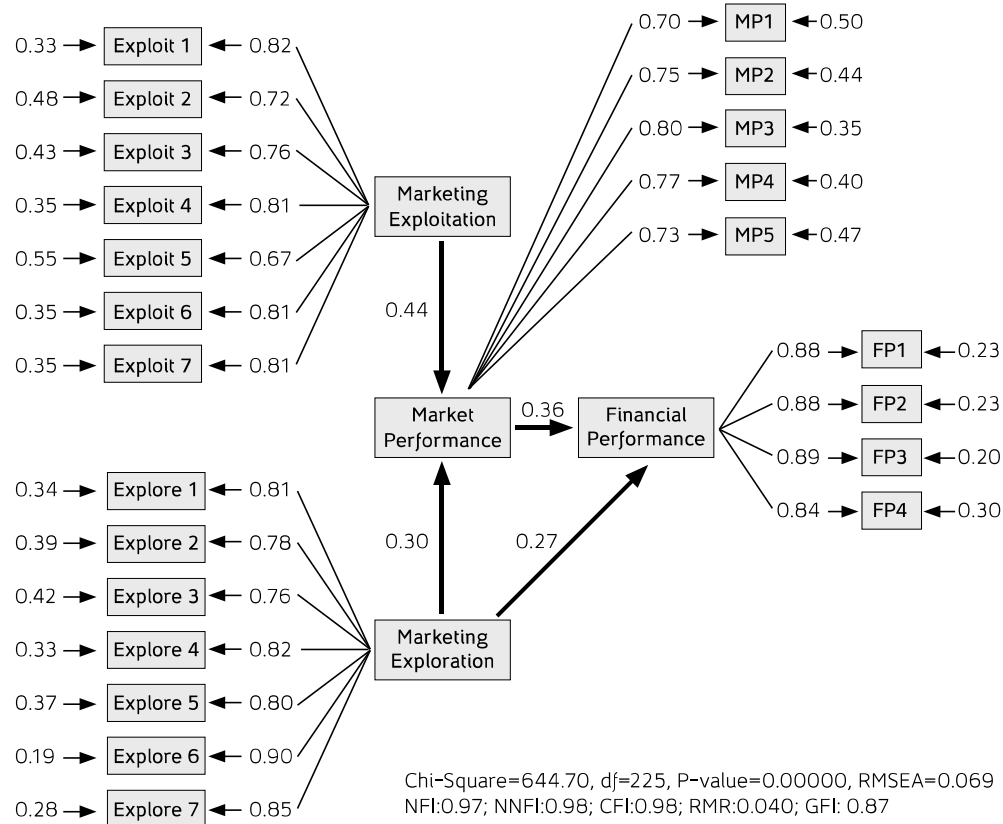 0.33 Exploit 1 0.82
0.48 Exploit 2 0.72
0.43 Exploit 3 0.76
0.35 Exploit 4 0.81
0.55 Exploit 5 0.67
0.35 Exploit 6 0.81
0.35 Exploit 7 0.81
Marketing
Exploitation
0.70 MP1 0.50
0.75 MP2 0.44
0.80 MP3 0.35
0.77 MP4 0.40
0.73 MP5 0.47
0.44
Market
Performance
0.36
Financial
Performance
0.88 FP1 0.23
0.88 FP2 0.23
0.89 FP3 0.20
0.84 FP4 0.30
0.34 Explore 1 0.81
0.39 Explore 2 0.78
0.42 Explore 3 0.76
0.33 Explore 4 0.82
0.37 Explore 5 0.80
0.19 Explore 6 0.90
0.28 Explore 7 0.85
0.30
0.27
Marketing
Exploration
Chi-Square=644.70, df=225, P-value=0.00000, RMSEA=0.069
NFI:0.97; NNFI:0.98; CFI:0.98; RMR:0.040; GFI: 0.87